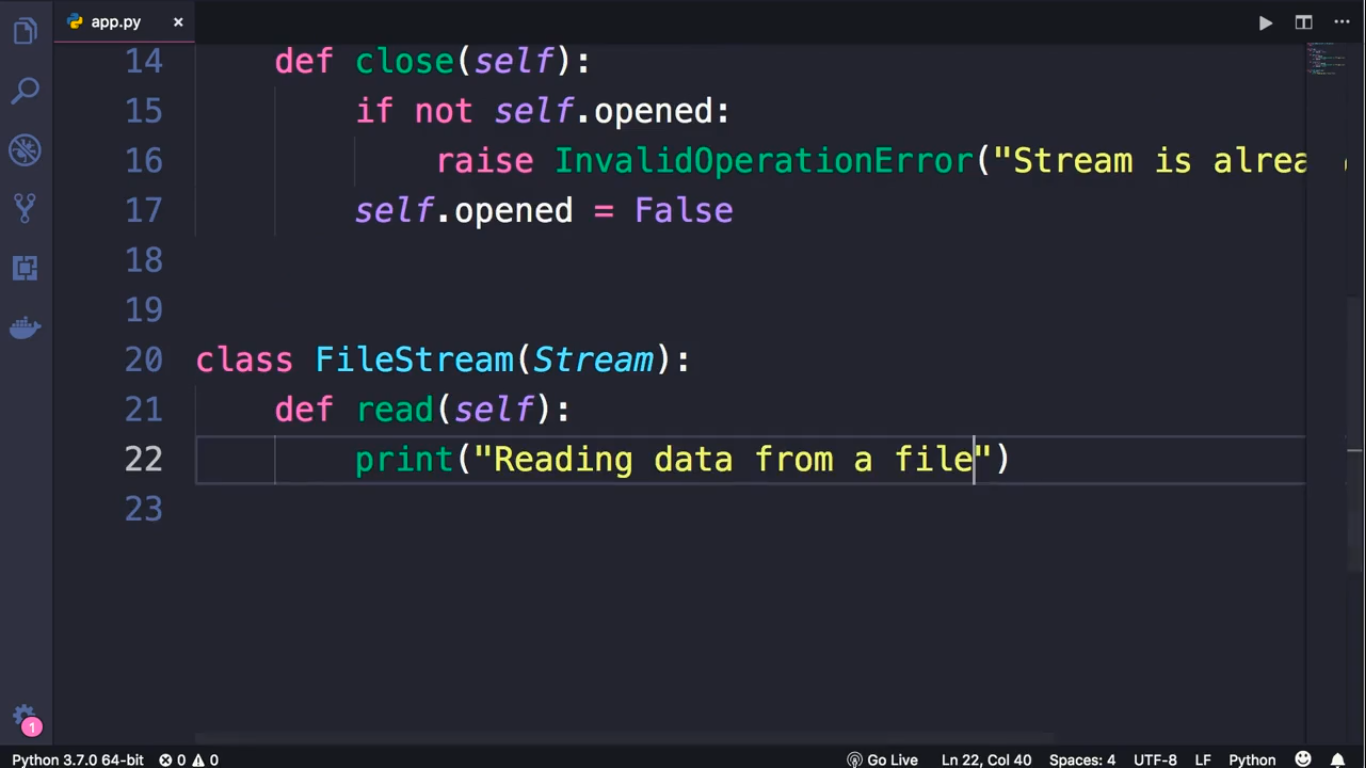 app.py ×
14 def close(self):
15 if not self.opened:
16 raise InvalidOperationError("Stream is alrea
17 self.opened = False
18
19
20 class FileStream(Stream):
21 def read(self):
22 print("Reading data from a file")
23
1
Python 3.7.0 64-bit 0 0 Go Live Ln 22, Col 40 Spaces: 4 UTF-8 LF Python